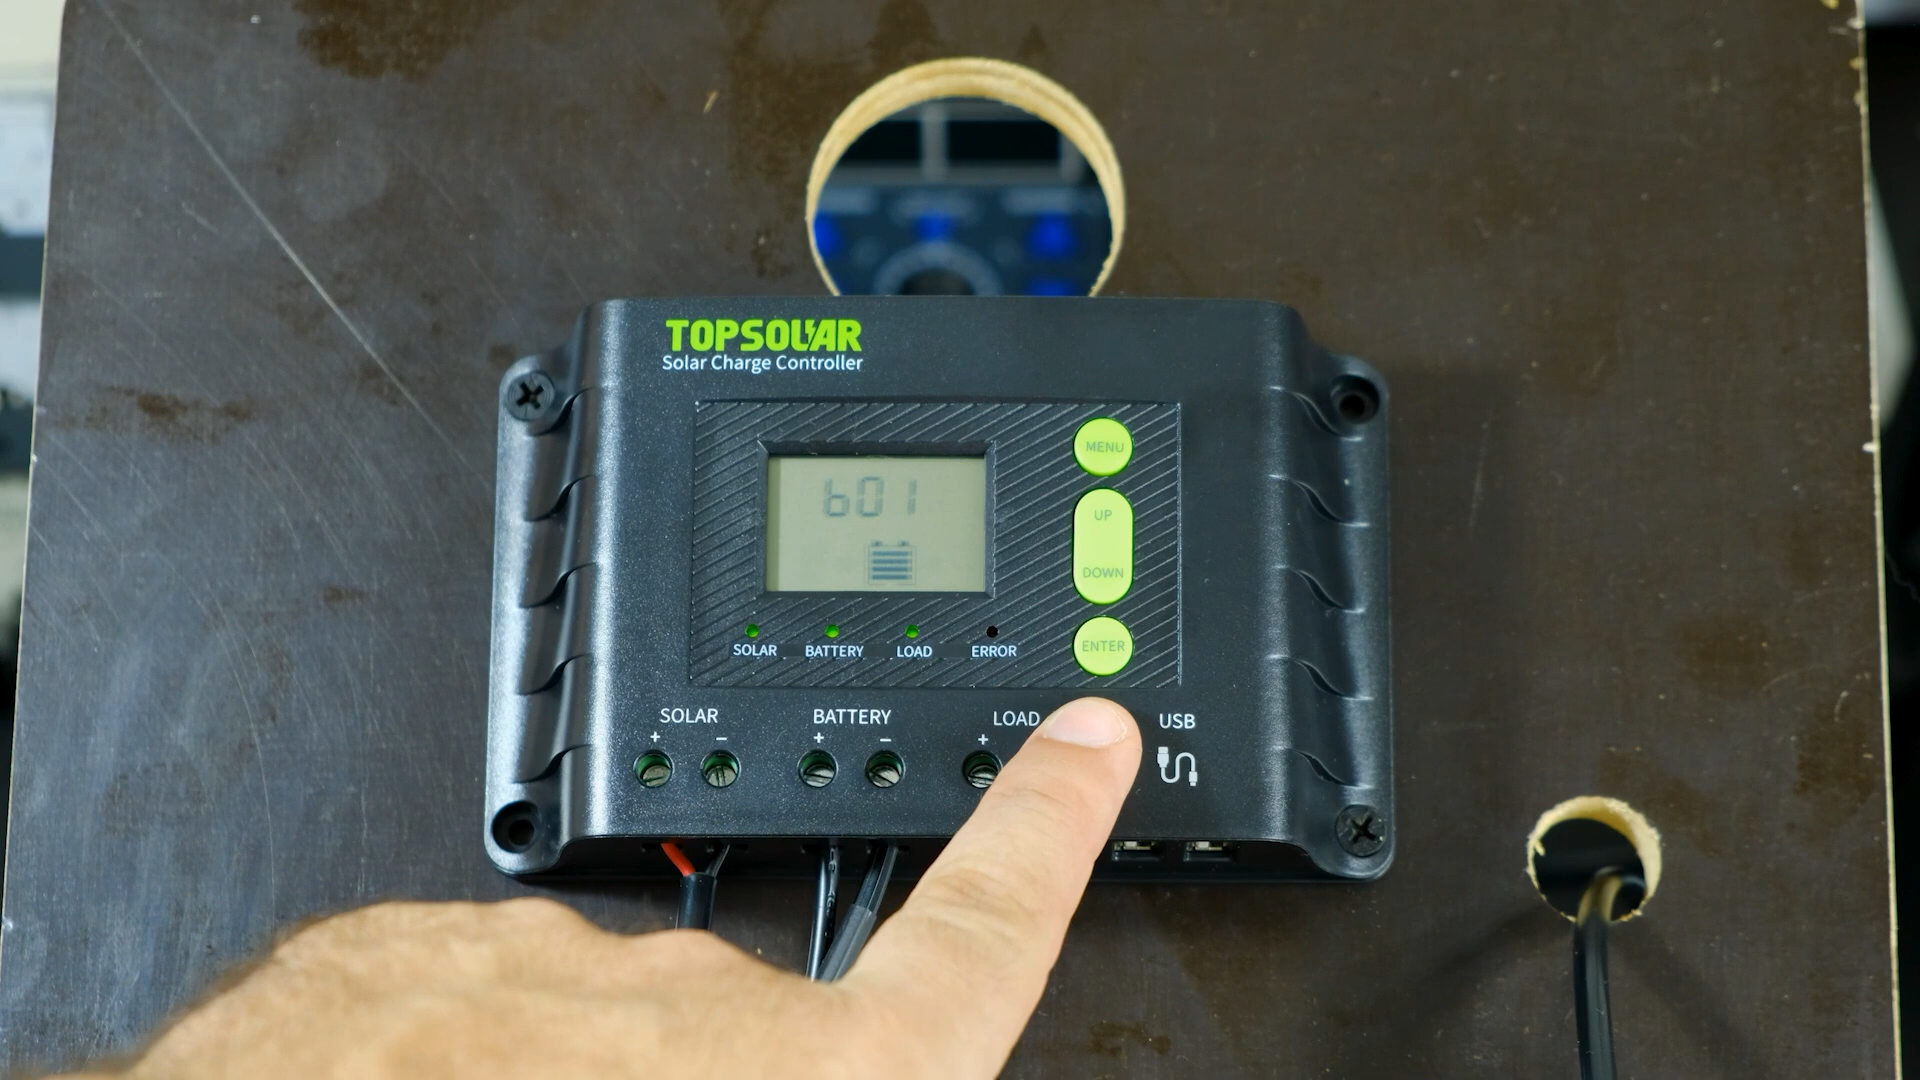 TOPSOLAR
Solar Charge Controller
MENU
b01
UP
DOWN
SOLAR BATTERY LOAD ERROR
ENTER
SOLAR BATTERY LOAD USB
+ − + − +